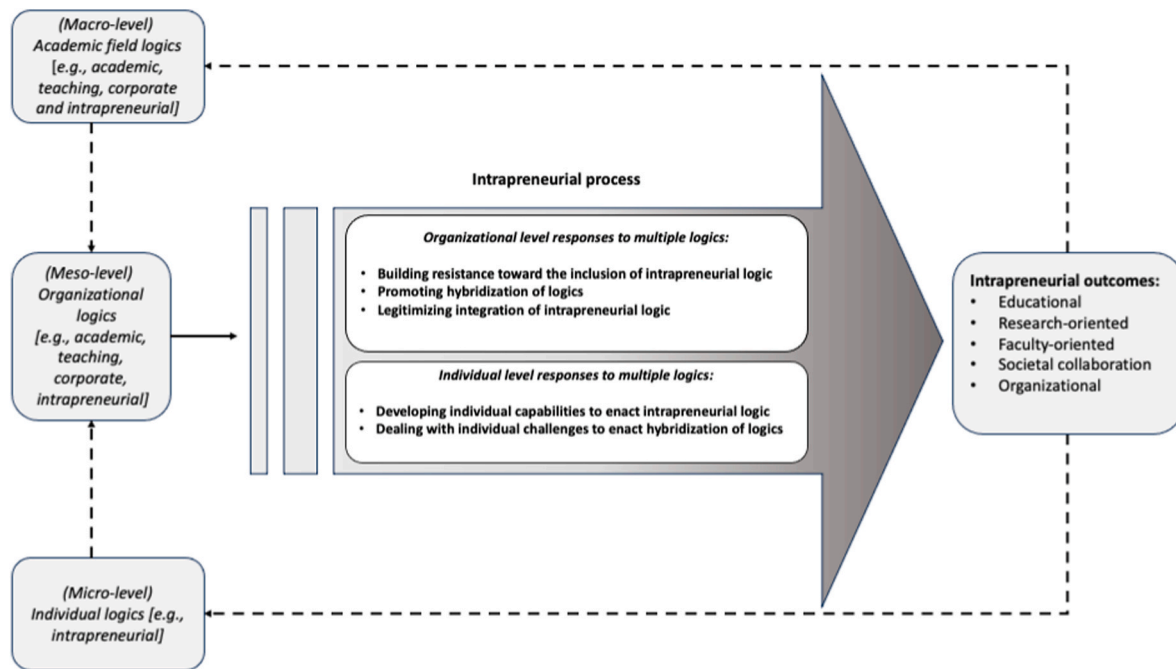 (Macro-level)
Academic field logics
[e.g., academic,
teaching, corporate
and intrapreneurial]
(Meso-level)
Organizational
logics
[e.g., academic,
teaching,
corporate,
intrapreneurial]
(Micro-level)
Individual logics [e.g.,
intrapreneurial]
Intrapreneurial process
Organizational level responses to multiple logics:
• Building resistance toward the inclusion of intrapreneurial logic
• Promoting hybridization of logics
• Legitimizing integration of intrapreneurial logic
Individual level responses to multiple logics:
• Developing individual capabilities to enact intrapreneurial logic
• Dealing with individual challenges to enact hybridization of logics
Intrapreneurial outcomes:
• Educational
• Research-oriented
• Faculty-oriented
• Societal collaboration
• Organizational